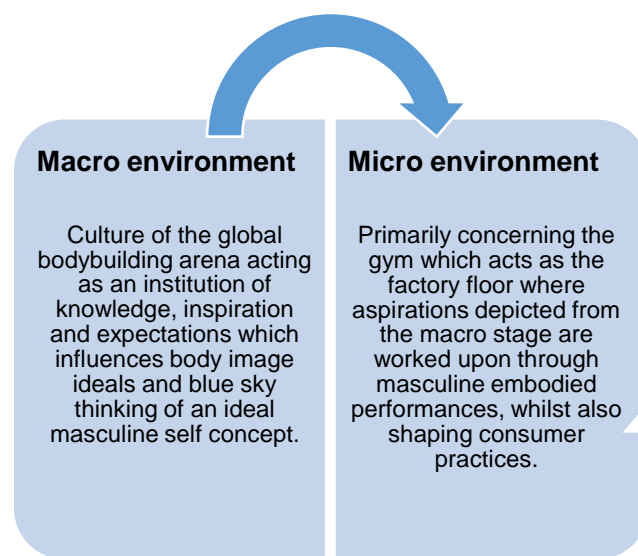 Macro environment
Culture of the global
bodybuilding arena acting
as an institution of
knowledge, inspiration
and expectations which
influences body image
ideals and blue sky
thinking of an ideal
masculine self concept.
Micro environment
Primarily concerning the
gym which acts as the
factory floor where
aspirations depicted from
the macro stage are
worked upon through
masculine embodied
performances, whilst also
shaping consumer
practices.